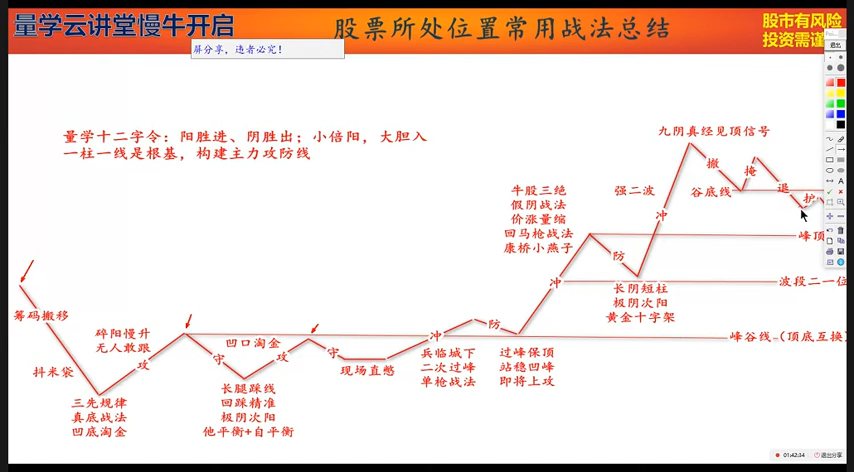 量学云讲堂慢牛开启
股票所处位置常用战法总结
股市有风险
投资需谨
屏分享，违者必究！
退出
量学十二字令：阳胜进、阴胜出；小倍阳，大胆入
一柱一线是根基，构建主力攻防线
九阴真经见顶信号
撤
掩
退
护
谷底线
牛股三绝
假阴战法
价涨量缩
回马枪战法
康桥小燕子
强二波
冲
峰顶
防
冲
波段二一位
长阴短柱
极阴次阳
黄金十字架
筹码搬移
抖米袋
碎阳慢升
无人敢跟
攻
三先规律
真底战法
凹底淘金
凹口淘金
守
攻
守
长腿踩线
回踩精准
极阴次阳
他平衡+自平衡
现场直憋
冲
防
峰谷线-(顶底互换)
兵临城下
二次过峰
单枪战法
过峰保顶
站稳凹峰
即将上攻
01:42:34
退出分享